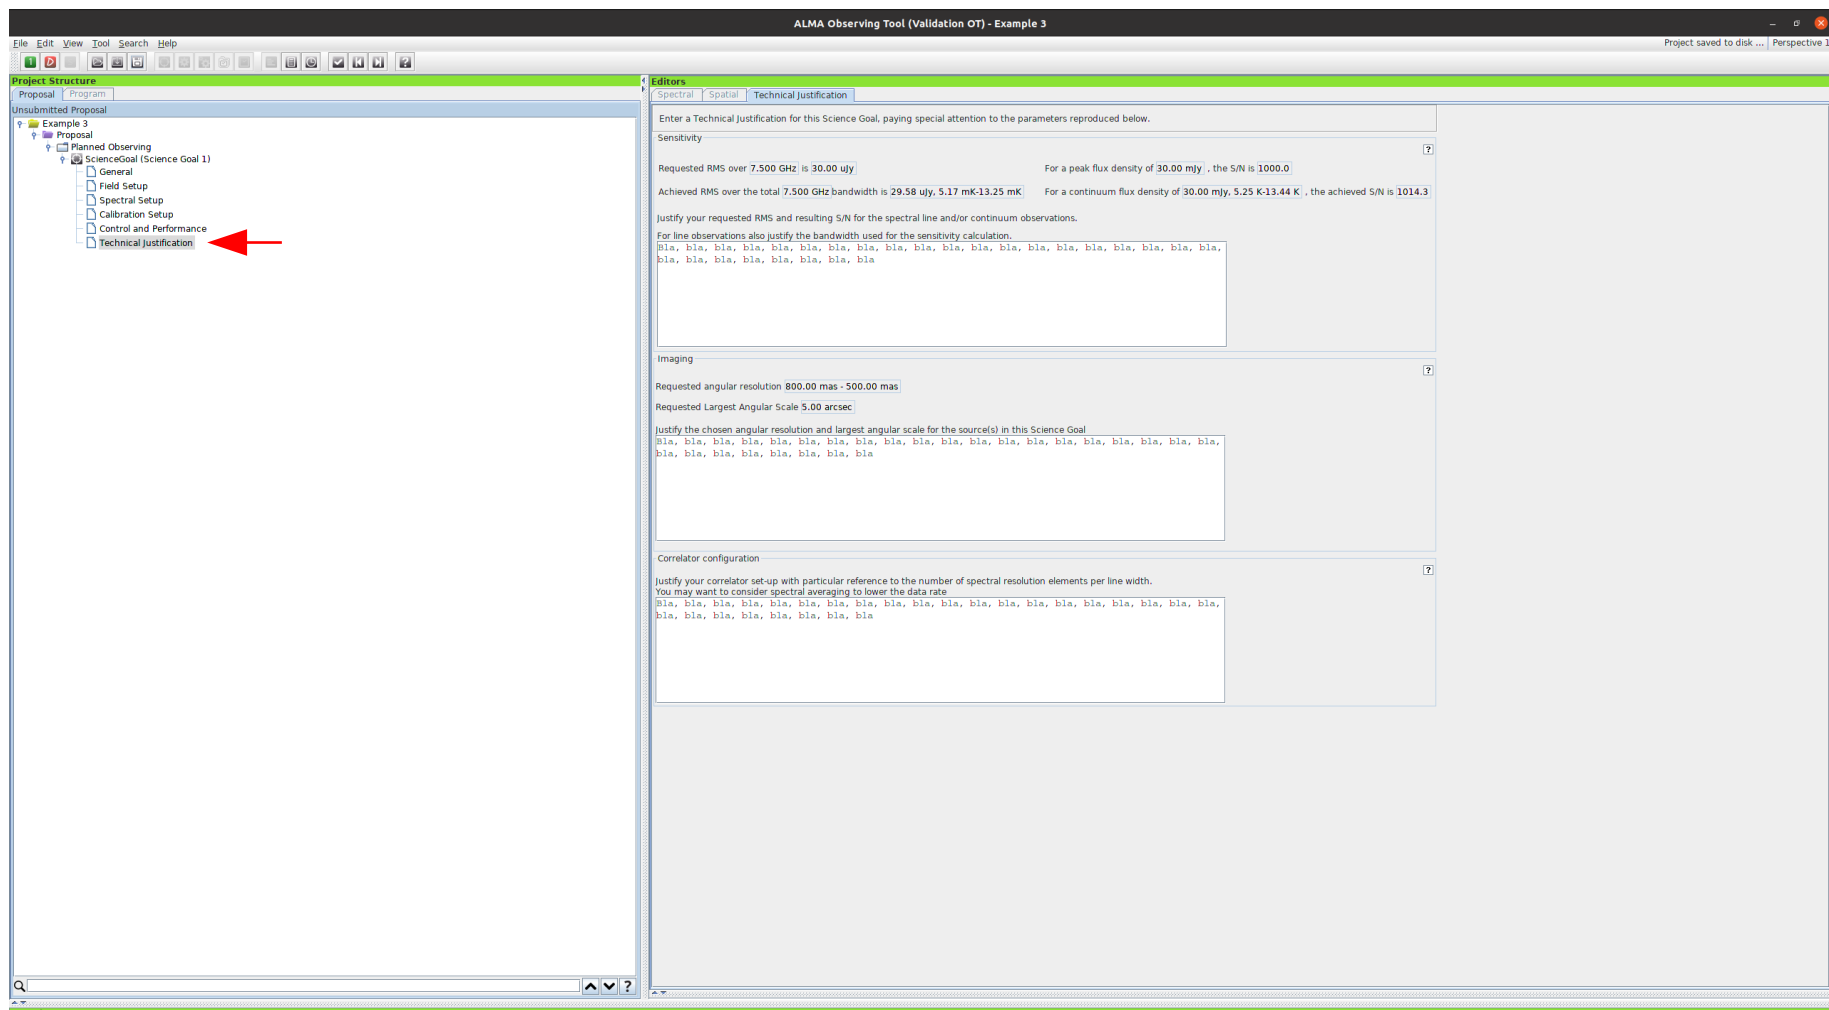 ALMA Observing Tool (Validation OT) - Example 3
File Edit View Tool Search Help
Project saved to disk ... Perspective 1
Project Structure
Proposal Program
Unsubmitted Proposal
Example 3
Proposal
Planned Observing
ScienceGoal (Science Goal 1)
General
Field Setup
Spectral Setup
Calibration Setup
Control and Performance
Technical Justification
Editors
Spectral Spatial Technical Justification
Enter a Technical Justification for this Science Goal, paying special attention to the parameters reproduced below.
Sensitivity
?
Requested RMS over 7.500 GHz is 30.00 uJy For a peak flux density of 30.00 mJy , the S/N is 1000.0
Achieved RMS over the total 7.500 GHz bandwidth is 29.58 uJy, 5.17 mK-13.25 mK For a continuum flux density of 30.00 mJy, 5.25 K-13.44 K , the achieved S/N is 1014.3
Justify your requested RMS and resulting S/N for the spectral line and/or continuum observations.
For line observations also justify the bandwidth used for the sensitivity calculation.
Bla, bla, bla, bla, bla, bla, bla, bla, bla, bla, bla, bla, bla, bla, bla, bla, bla, bla, bla, bla,
bla, bla, bla, bla, bla, bla, bla, bla
Imaging
?
Requested angular resolution 800.00 mas - 500.00 mas
Requested Largest Angular Scale 5.00 arcsec
Justify the chosen angular resolution and largest angular scale for the source(s) in this Science Goal
Bla, bla, bla, bla, bla, bla, bla, bla, bla, bla, bla, bla, bla, bla, bla, bla, bla, bla, bla, bla,
bla, bla, bla, bla, bla, bla, bla, bla
Correlator configuration
?
Justify your correlator set-up with particular reference to the number of spectral resolution elements per line width.
You may want to consider spectral averaging to lower the data rate
Bla, bla, bla, bla, bla, bla, bla, bla, bla, bla, bla, bla, bla, bla, bla, bla, bla, bla, bla, bla,
bla, bla, bla, bla, bla, bla, bla, bla
?